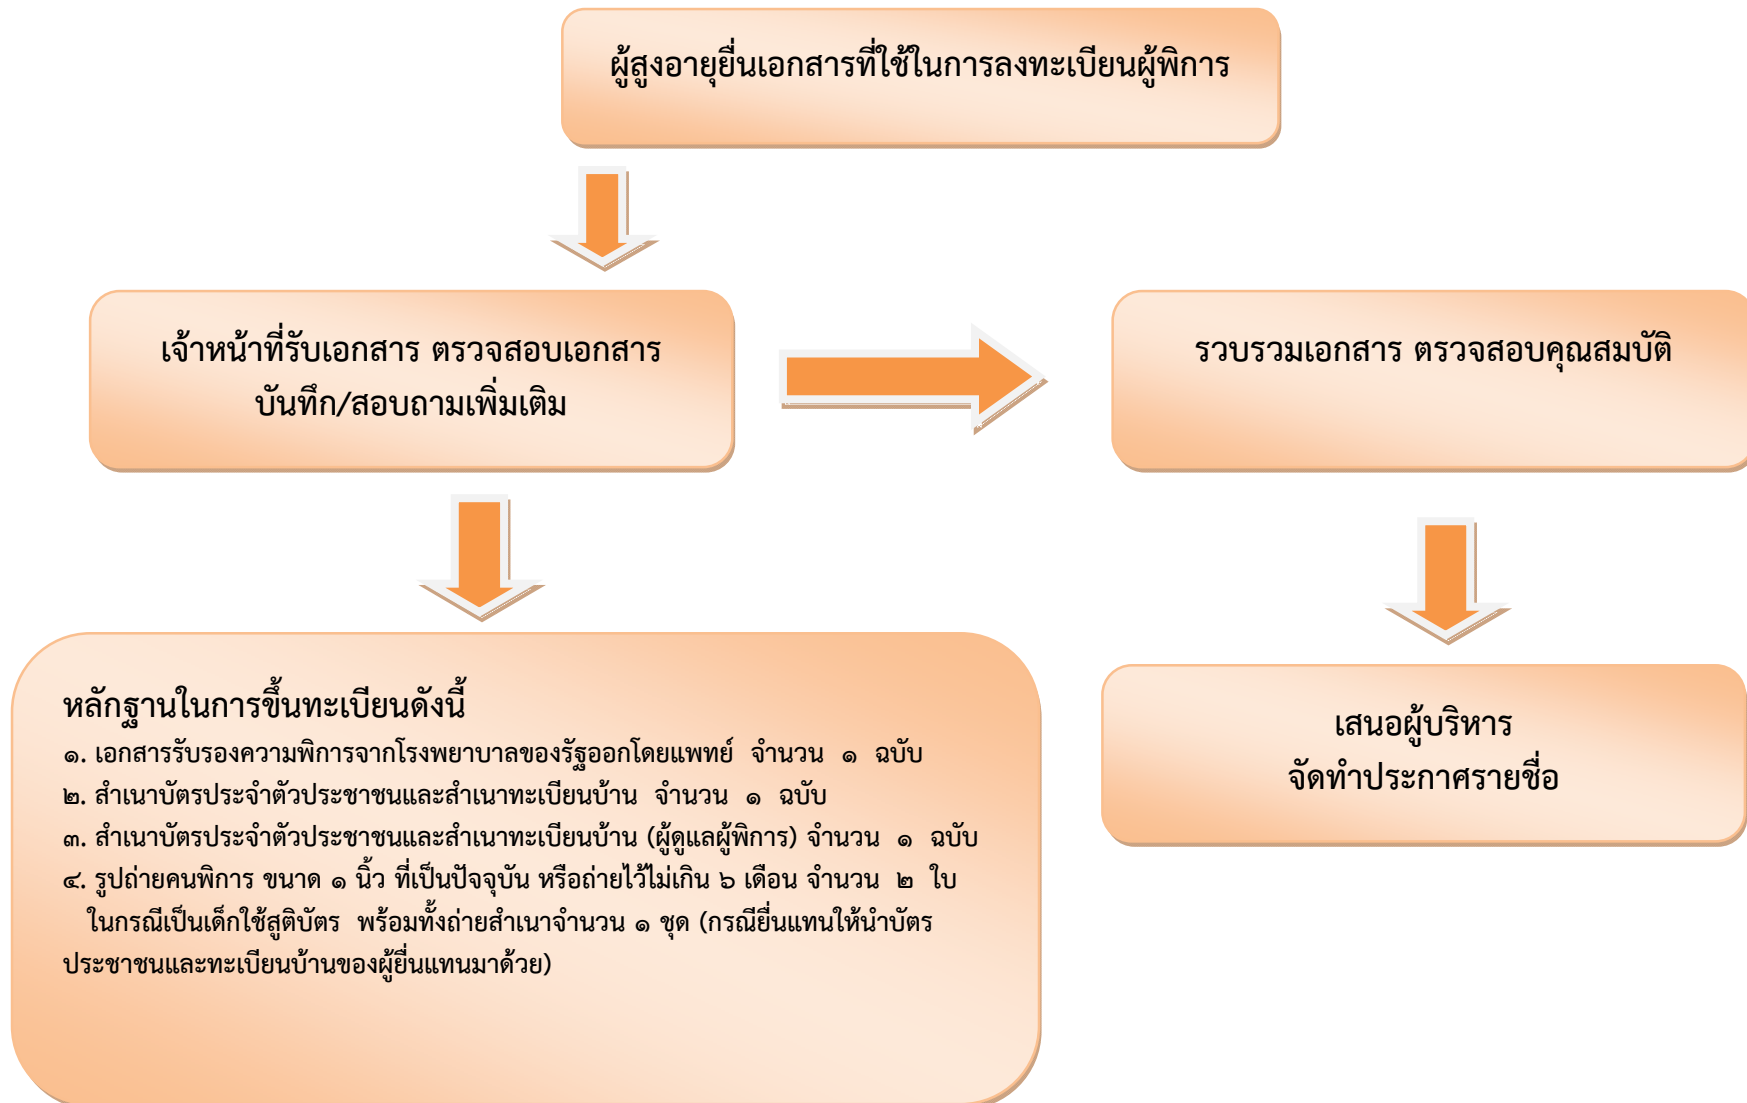 ผู้สูงอายุยื่นเอกสารที่ใช้ในการลงทะเบียนผู้พิการ
เจ้าหน้าที่รับเอกสาร ตรวจสอบเอกสาร
บันทึก/สอบถามเพิ่มเติม
รวบรวมเอกสาร ตรวจสอบคุณสมบัติ
หลักฐานในการขึ้นทะเบียนดังนี้
๑. เอกสารรับรองความพิการจากโรงพยาบาลของรัฐออกโดยแพทย์ จำนวน ๑ ฉบับ
๒. สำเนาบัตรประจำตัวประชาชนและสำเนาทะเบียนบ้าน จำนวน ๑ ฉบับ
๓. สำเนาบัตรประจำตัวประชาชนและสำเนาทะเบียนบ้าน (ผู้ดูแลผู้พิการ) จำนวน ๑ ฉบับ
๔. รูปถ่ายคนพิการ ขนาด ๑ นิ้ว ที่เป็นปัจจุบัน หรือถ่ายไว้ไม่เกิน ๖ เดือน จำนวน ๒ ใบ
ในกรณีเป็นเด็กใช้สูติบัตร พร้อมทั้งถ่ายสำเนาจำนวน ๑ ชุด (กรณียื่นแทนให้นำบัตร
ประชาชนและทะเบียนบ้านของผู้ยื่นแทนมาด้วย)
เสนอผู้บริหาร
จัดทำประกาศรายชื่อ